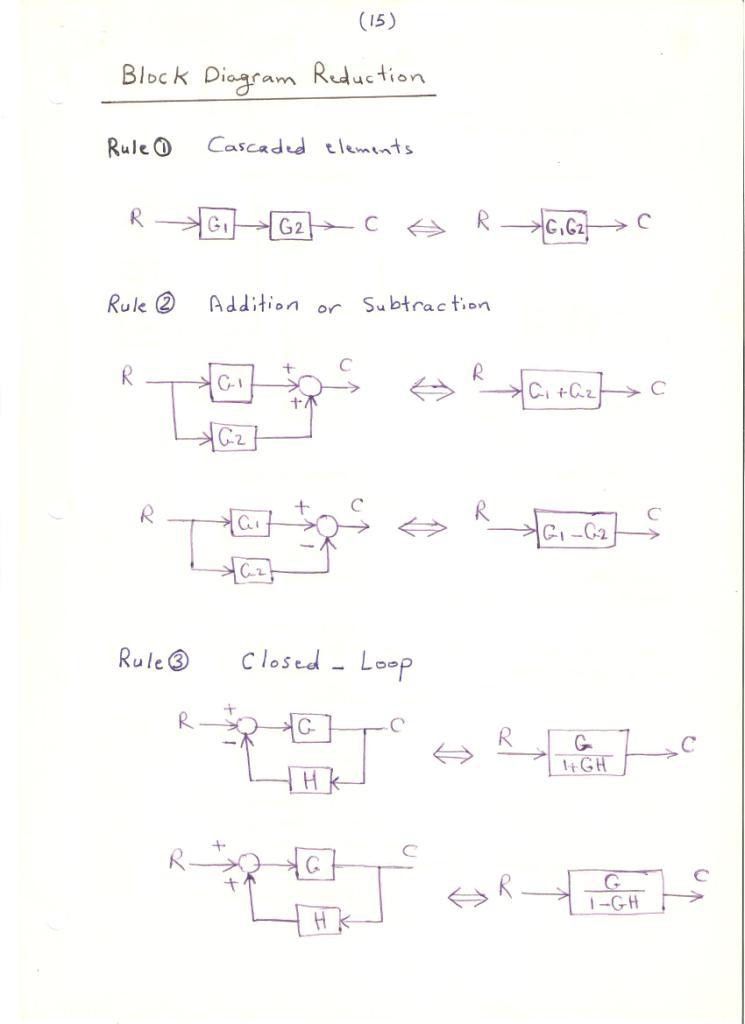 (15)
Block Diagram Reduction
Rule ① Cascaded elements
R G1 G2 C ⇔ R G1G2 C
Rule ② Addition or Subtraction
R G1 + + C ⇔ R G1+G2 C
G2
R G1 + - C ⇔ R G1-G2 C
G2
Rule ③ Closed - Loop
R + - G C ⇔ R G/1+GH C
H
R + + G C ⇔ R G/1-GH C
H